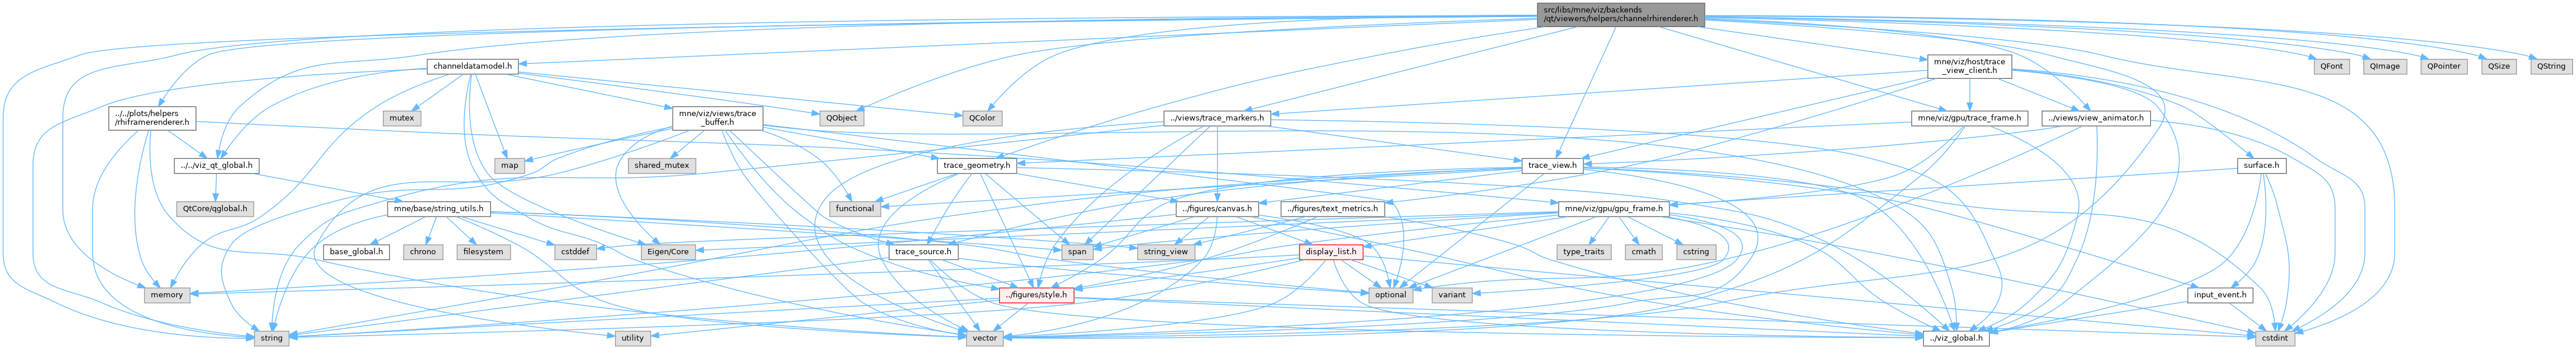 src/libs/mne/viz/backends
/qt/viewers/helpers/channelrhirenderer.h
channeldatamodel.h
mne/viz/host/trace
_view_client.h
QFont
QImage
QPointer
QSize
QString
../../plots/helpers
/rhiframerenderer.h
mutex
mne/viz/views/trace
_buffer.h
QObject
QColor
../views/trace_markers.h
mne/viz/gpu/trace_frame.h
../views/view_animator.h
../../viz_qt_global.h
map
shared_mutex
trace_geometry.h
trace_view.h
surface.h
QtCore/qglobal.h
mne/base/string_utils.h
functional
../figures/canvas.h
../figures/text_metrics.h
mne/viz/gpu/gpu_frame.h
base_global.h
chrono
filesystem
cstddef
Eigen/Core
trace_source.h
span
string_view
display_list.h
type_traits
cmath
cstring
memory
../figures/style.h
optional
variant
input_event.h
string
utility
vector
../viz_global.h
cstdint